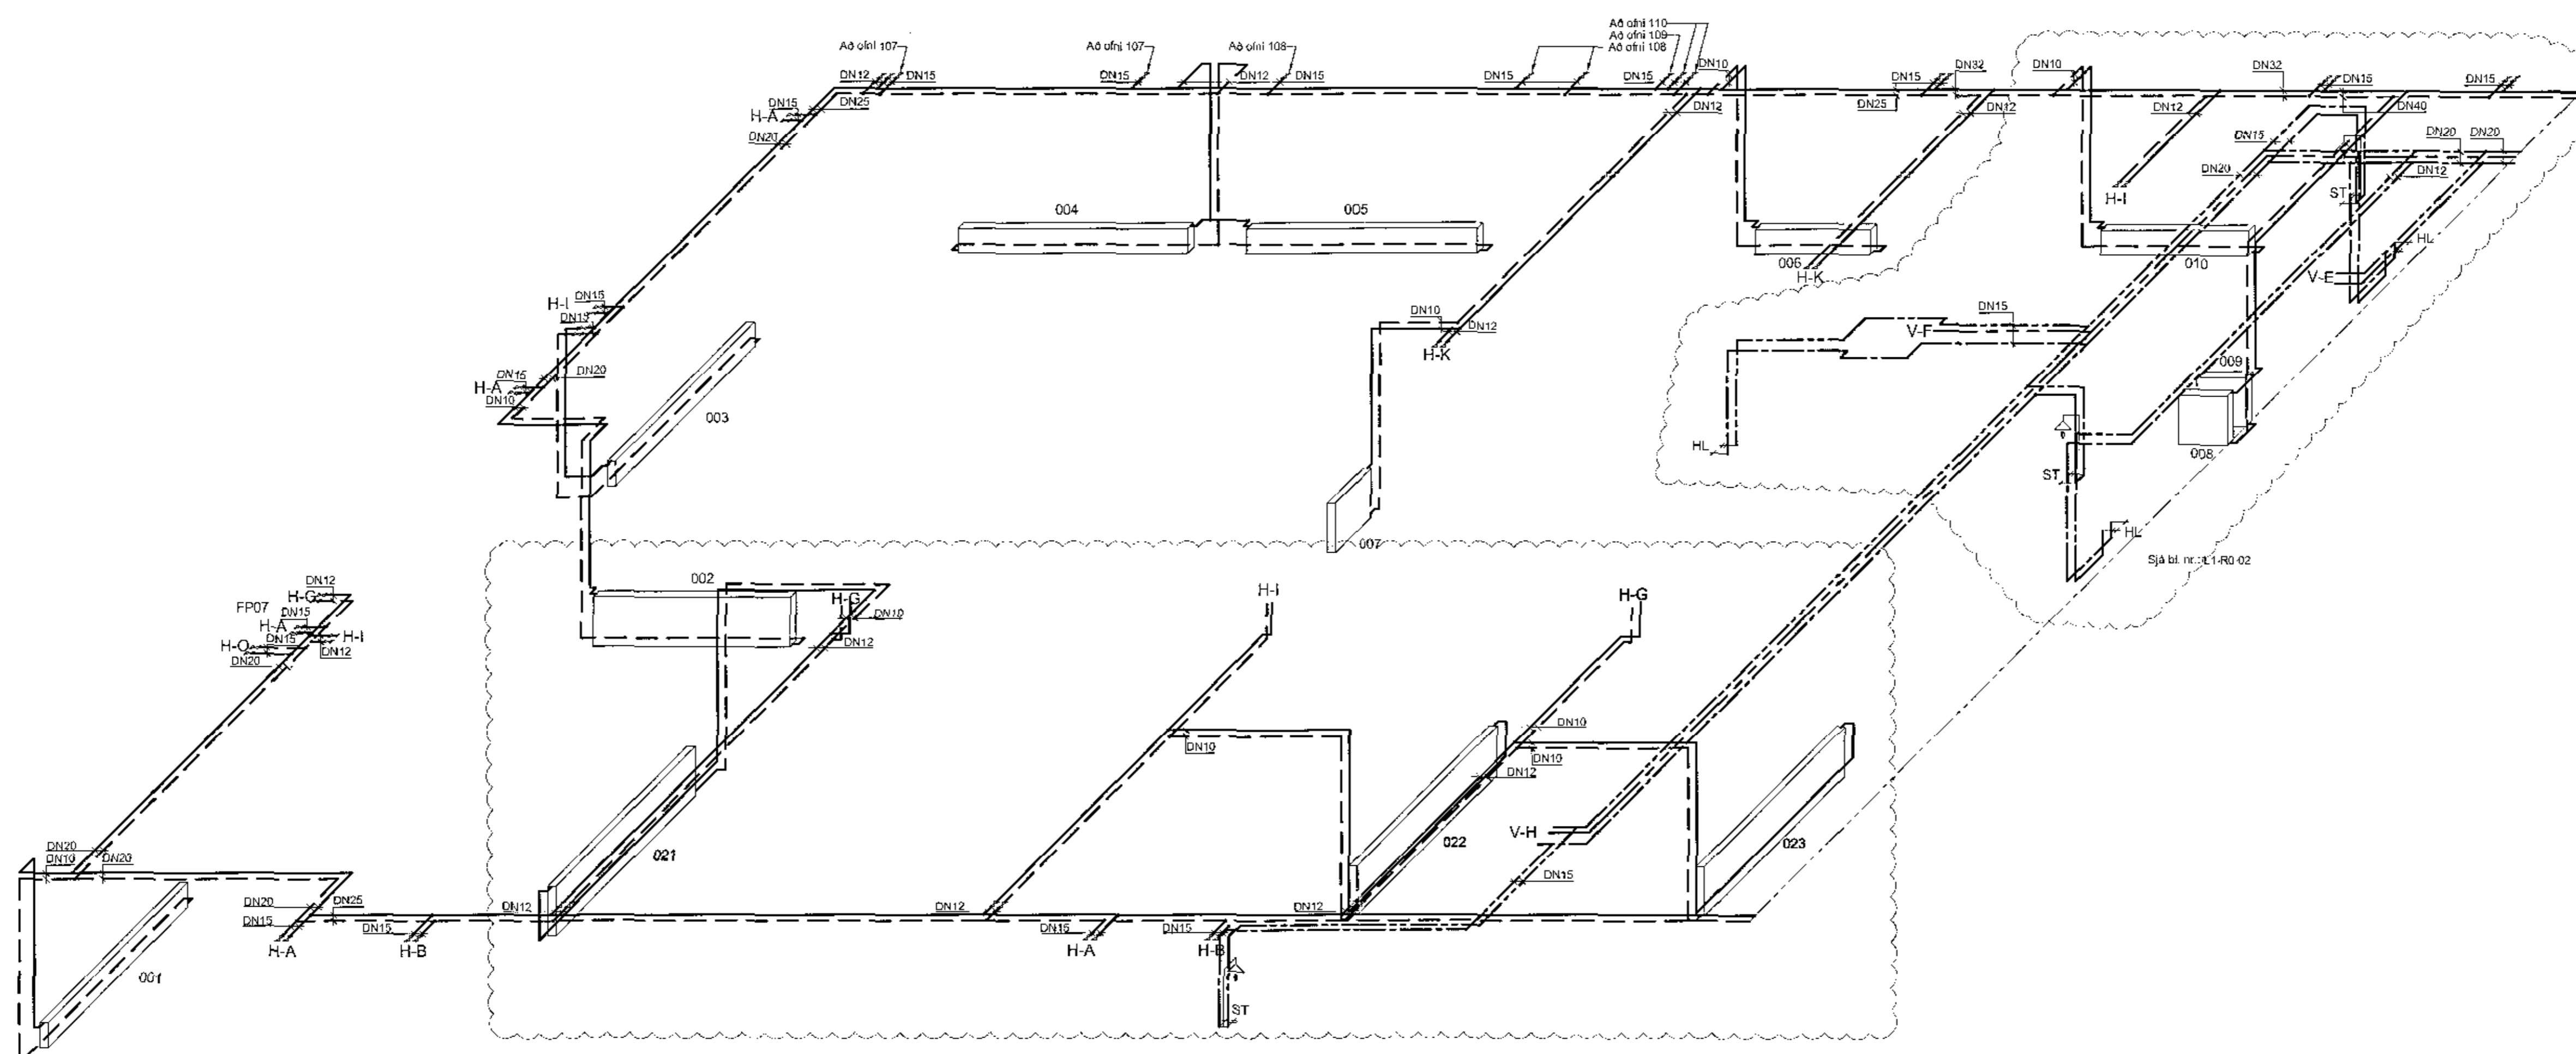 Að ofni 110
Að ofni 109
Að ofni 108
Að ofni 107
Að ofni 107
Að ofni 108
DN12
DN15
DN15
DN12
DN15
DN15
DN15
DN10
DN15
DN32
DN10
DN32
DN15
DN15
DN15
DN25
H-A
DN20
DN12
DN25
DN12
DN12
DN40
DN15
DN20
DN20
DN20
DN12
H-I
ST
004
005
006
H-K
010
HL
V-E
H-I
DN15
DN15
DN10
DN12
H-K
DN15
V-F
DN15
H-A
DN10
DN20
003
009
008
HL
ST
HL
007
Sjá bl. nr.: L1-R0-02
DN12
H-G
FP07
DN15
H-A
H-I
DN15
H-O
DN12
DN20
002
H-G
DN10
DN12
H-I
H-G
DN10
DN10
DN10
DN12
V-H
021
022
023
DN20
DN10
DN20
DN15
DN20
DN25
DN15
H-A
DN15
H-B
DN12
DN12
DN15
H-A
DN15
H-B
DN12
001
ST